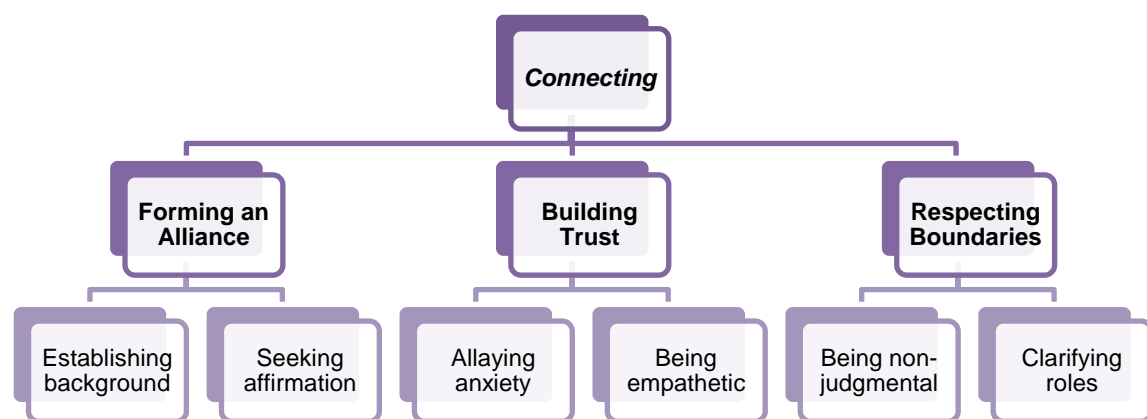 Connecting
Forming an
Alliance
Building
Trust
Respecting
Boundaries
Establishing
background
Seeking
affirmation
Allaying
anxiety
Being
empathetic
Being non-
judgmental
Clarifying
roles